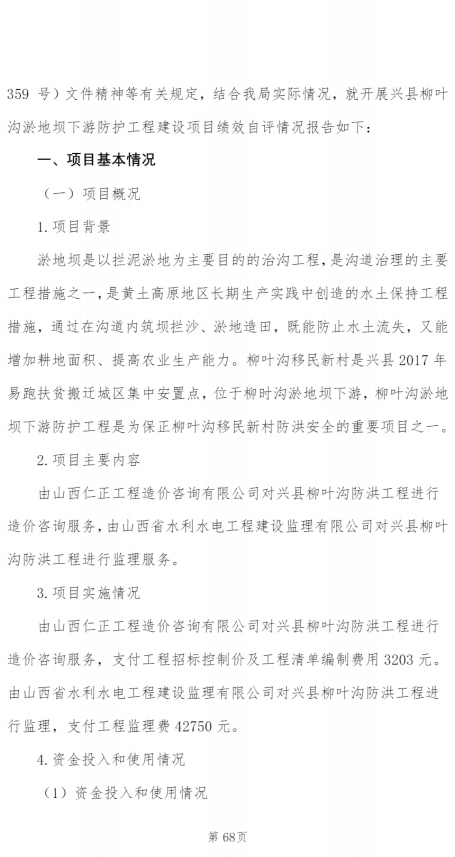 359 号）文件精神等有关规定，结合我局实际情况，就开展兴县柳叶
沟淤地坝下游防护工程建设项目绩效自评情况报告如下：
一、项目基本情况
（一）项目概况
1.项目背景
淤地坝是以拦泥淤地为主要目的的治沟工程，是沟道治理的主要
工程措施之一，是黄土高原地区长期生产实践中创造的水土保持工程
措施，通过在沟道内筑坝拦沙、淤地造田，既能防止水土流失，又能
增加耕地面积、提高农业生产能力。柳叶沟移民新村是兴县 2017 年
易跑扶贫搬迁城区集中安置点，位于柳时沟淤地坝下游，柳叶沟淤地
坝下游防护工程是为保正柳叶沟移民新村防洪安全的重要项目之一。
2.项目主要内容
由山西仁正工程造价咨询有限公司对兴县柳叶沟防洪工程进行
造价咨询服务，由山西省水利水电工程建设监理有限公司对兴县柳叶
沟防洪工程进行监理服务。
3.项目实施情况
由山西仁正工程造价咨询有限公司对兴县柳叶沟防洪工程进行
造价咨询服务，支付工程招标控制价及工程清单编制费用 3203 元。
由山西省水利水电工程建设监理有限公司对兴县柳叶沟防洪工程进
行监理，支付工程监理费 42750 元。
4.资金投入和使用情况
（1）资金投入和使用情况
第 68页